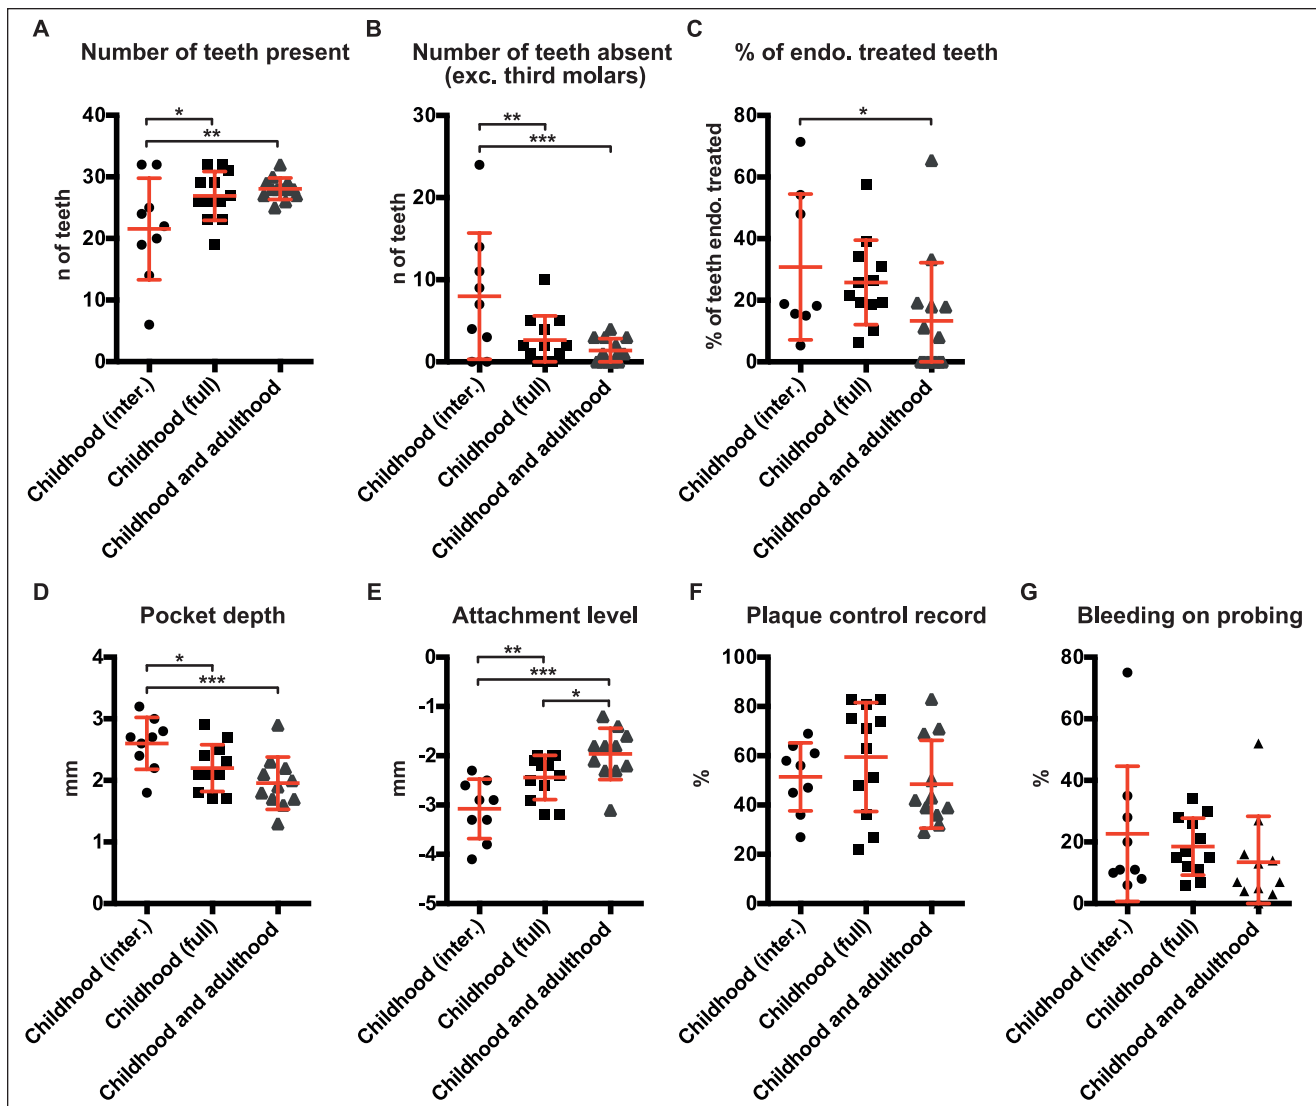 A
Number of teeth present
n of teeth
40
30
20
10
0
*
**
Childhood (inter.)
Childhood (full)
Childhood and adulthood
B
Number of teeth absent
(exc. third molars)
n of teeth
30
20
10
0
**
***
Childhood (inter.)
Childhood (full)
Childhood and adulthood
C
% of endo. treated teeth
% of teeth endo. treated
80
60
40
20
0
*
Childhood (inter.)
Childhood (full)
Childhood and adulthood
D
Pocket depth
mm
4
3
2
1
0
*
***
Childhood (inter.)
Childhood (full)
Childhood and adulthood
E
Attachment level
mm
0
-1
-2
-3
-4
-5
**
***
*
Childhood (inter.)
Childhood (full)
Childhood and adulthood
F
Plaque control record
%
100
80
60
40
20
0
Childhood (inter.)
Childhood (full)
Childhood and adulthood
G
Bleeding on probing
%
80
60
40
20
0
Childhood (inter.)
Childhood (full)
Childhood and adulthood